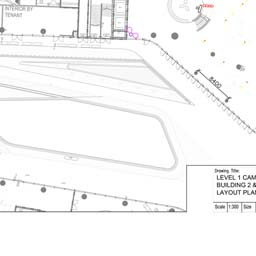 INTERIOR BY
TENANT
8400
Drawing Title:
LEVEL 1 CAM
BUILDING 2 &
LAYOUT PLA
Scale 1:300 Size